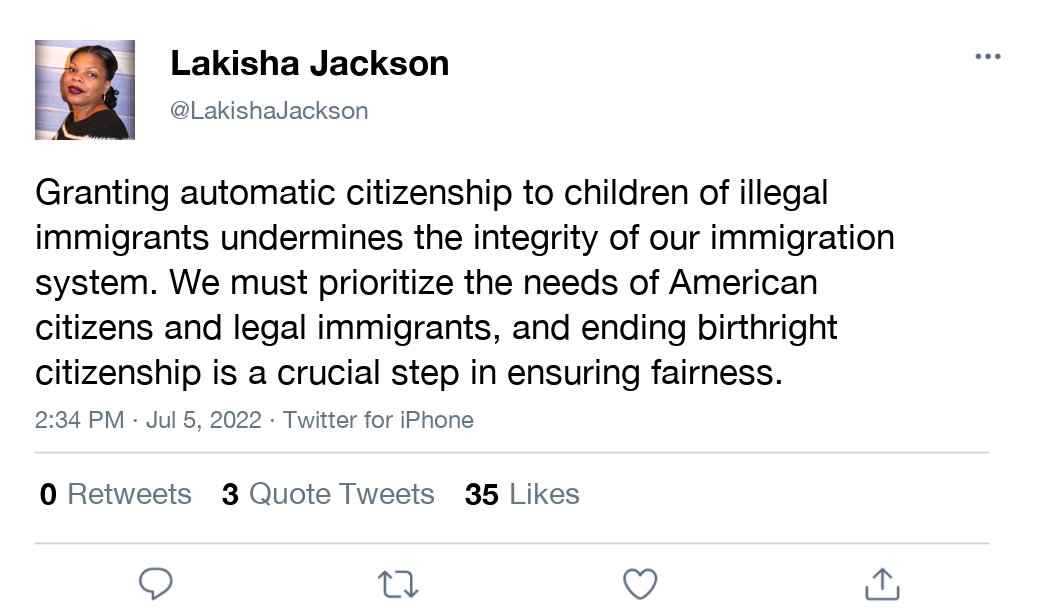 Lakisha Jackson
@LakishaJackson
Granting automatic citizenship to children of illegal
immigrants undermines the integrity of our immigration
system. We must prioritize the needs of American
citizens and legal immigrants, and ending birthright
citizenship is a crucial step in ensuring fairness.
2:34 PM · Jul 5, 2022 · Twitter for iPhone
0 Retweets 3 Quote Tweets 35 Likes